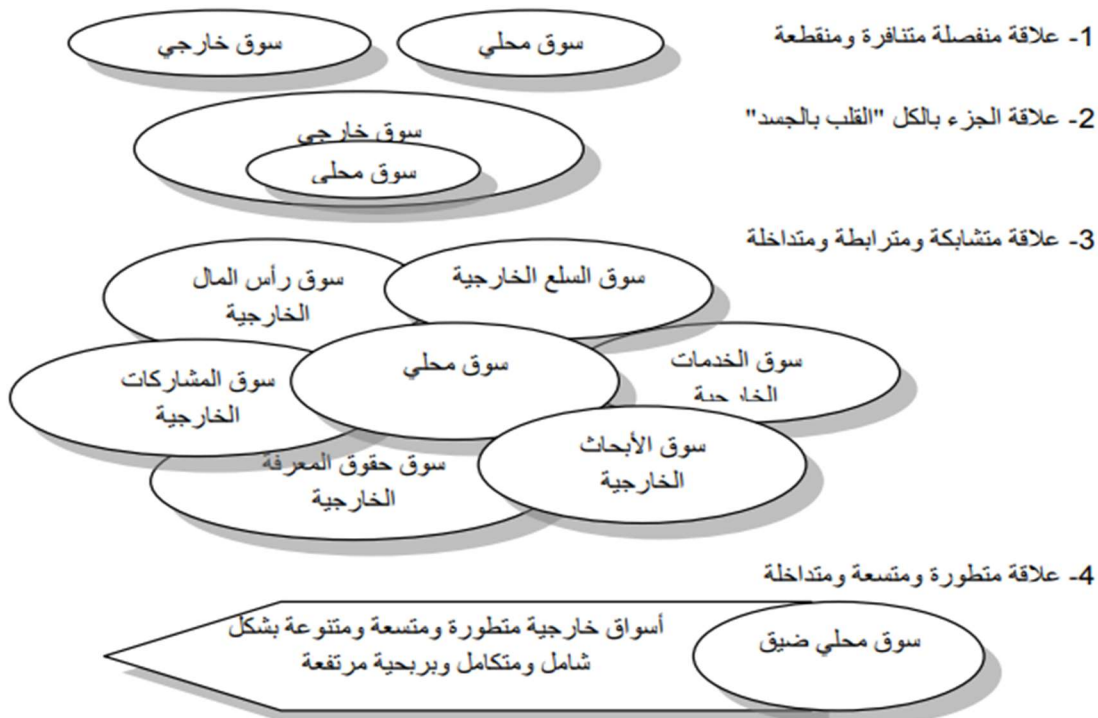 1- علاقة منفصلة متنافرة ومنقطعة
سوق محلي
سوق خارجي
2- علاقة الجزء بالكل "القلب بالجسد"
سوق خارجي
سوق محلي
3- علاقة متشابكة ومترابطة ومتداخلة
سوق السلع الخارجية
سوق رأس المال
الخارجية
سوق الخدمات
الخارجية
سوق محلي
سوق المشاركات
الخارجية
سوق الأبحاث
الخارجية
سوق حقوق المعرفة
الخارجية
4- علاقة متطورة ومتسعة ومتداخلة
سوق محلي ضيق
أسواق خارجية متطورة ومتسعة ومتنوعة بشكل
شامل ومتكامل وبربحية مرتفعة